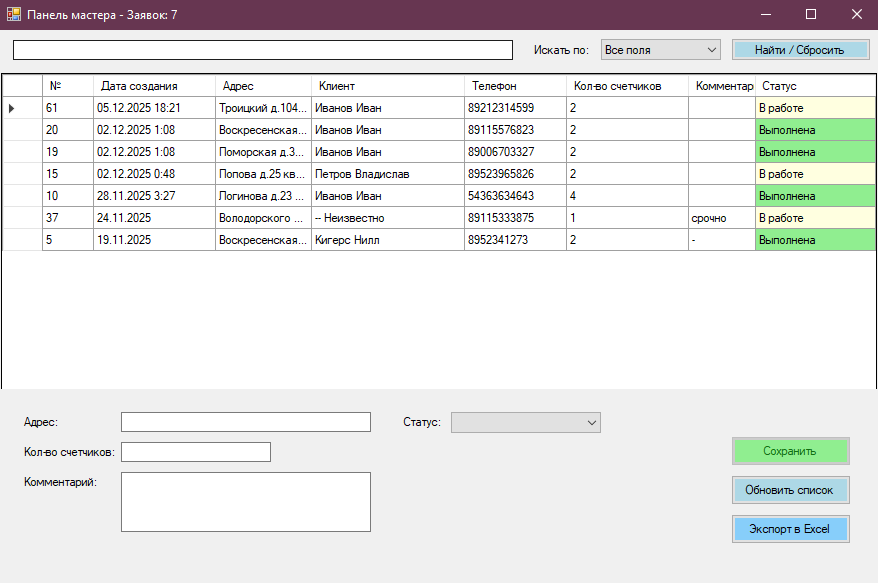 Панель мастера - Заявок: 7
Искать по: Все поля Найти / Сбросить
№ Дата создания Адрес Клиент Телефон Кол-во счетчиков Комментар Статус
61 05.12.2025 18:21 Троицкий д.104... Иванов Иван 89212314599 2 В работе
20 02.12.2025 1:08 Воскресенская... Иванов Иван 89115576823 2 Выполнена
19 02.12.2025 1:08 Поморская д.3... Иванов Иван 89006703327 2 Выполнена
15 02.12.2025 0:48 Попова д.25 кв... Петров Владислав 89523965826 2 В работе
10 28.11.2025 3:27 Логинова д.23 ... Иванов Иван 54363634643 4 Выполнена
37 24.11.2025 Володорского ... -- Неизвестно 89115333875 1 срочно В работе
5 19.11.2025 Воскресенская... Кигерс Нилл 8952341273 2 - Выполнена
Адрес: Статус:
Кол-во счетчиков:
Сохранить
Комментарий:
Обновить список
Экспорт в Excel